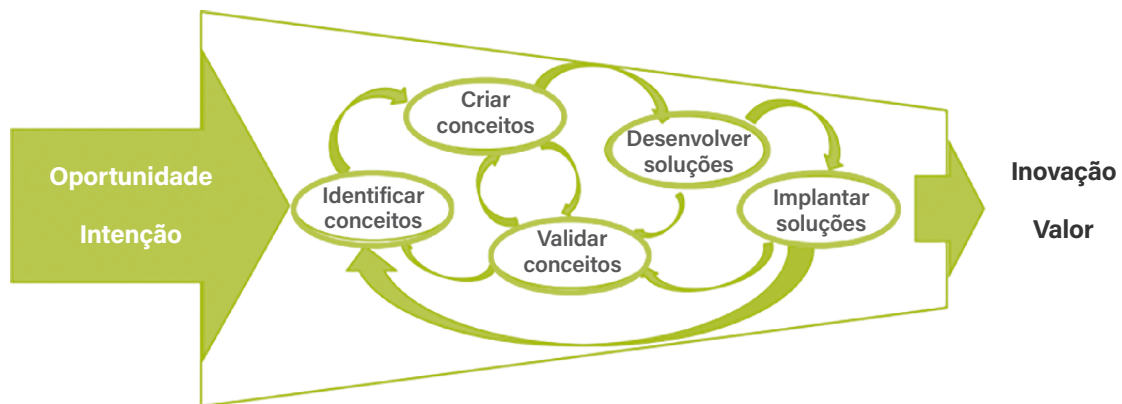 Oportunidade
Intenção
Identificar
conceitos
Criar
conceitos
Validar
conceitos
Desenvolver
soluções
Implantar
soluções
Inovação
Valor